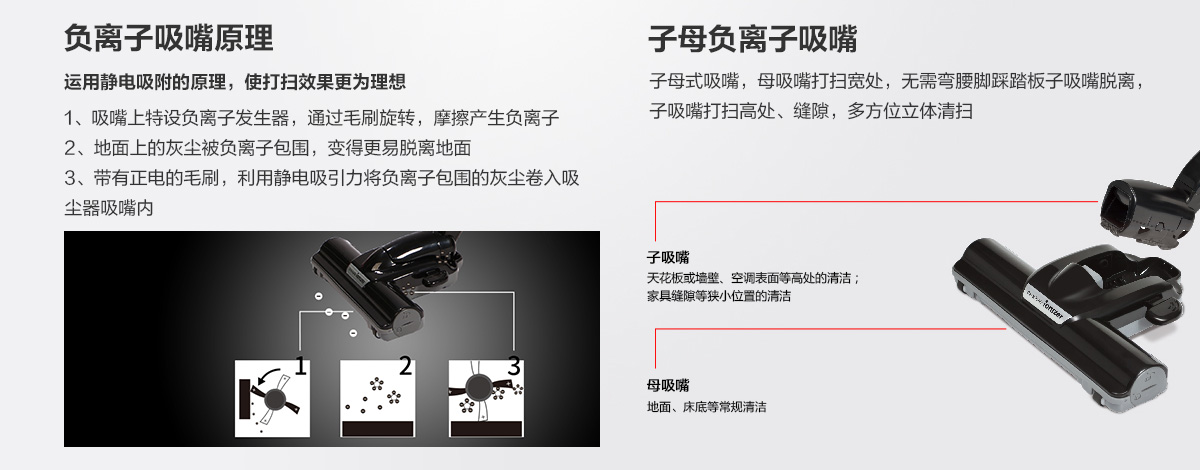 负离子吸嘴原理
运用静电吸附的原理，使打扫效果更为理想
1、吸嘴上特设负离子发生器，通过毛刷旋转，摩擦产生负离子
2、地面上的灰尘被负离子包围，变得更易脱离地面
3、带有正电的毛刷，利用静电吸引力将负离子包围的灰尘卷入吸
尘器吸嘴内
1
2
3
子母负离子吸嘴
子母式吸嘴，母吸嘴打扫宽处，无需弯腰脚踩踏板子吸嘴脱离，
子吸嘴打扫高处、缝隙，多方位立体清扫
子吸嘴
天花板或墙壁、空调表面等高处的清洁；
家具缝隙等狭小位置的清洁
ionizer
母吸嘴
地面、床底等常规清洁